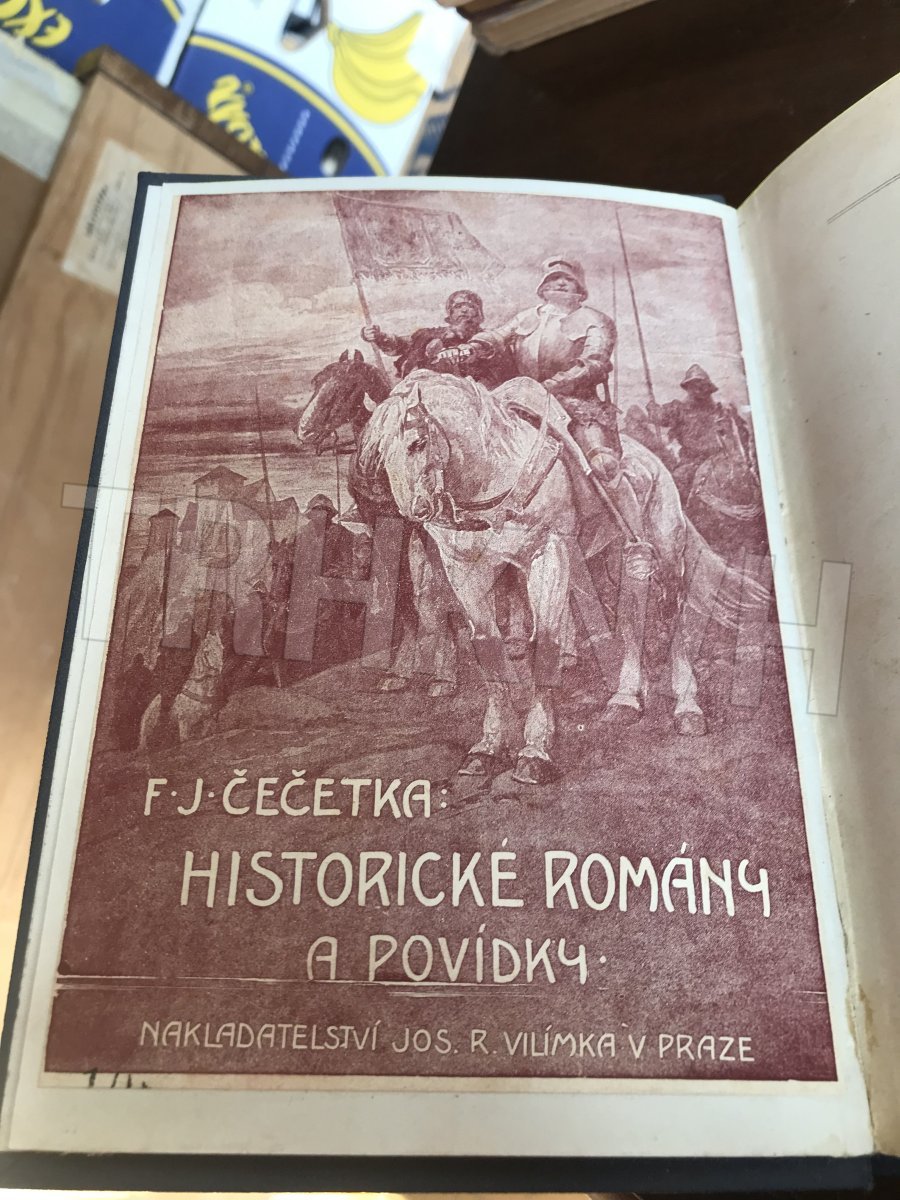 F·J·ČEČETKA:
HISTORICKÉ ROMÁNY
A POVÍDKY·
NAKLADATELSTVÍ JOS. R. VILÍMKA V PRAZE